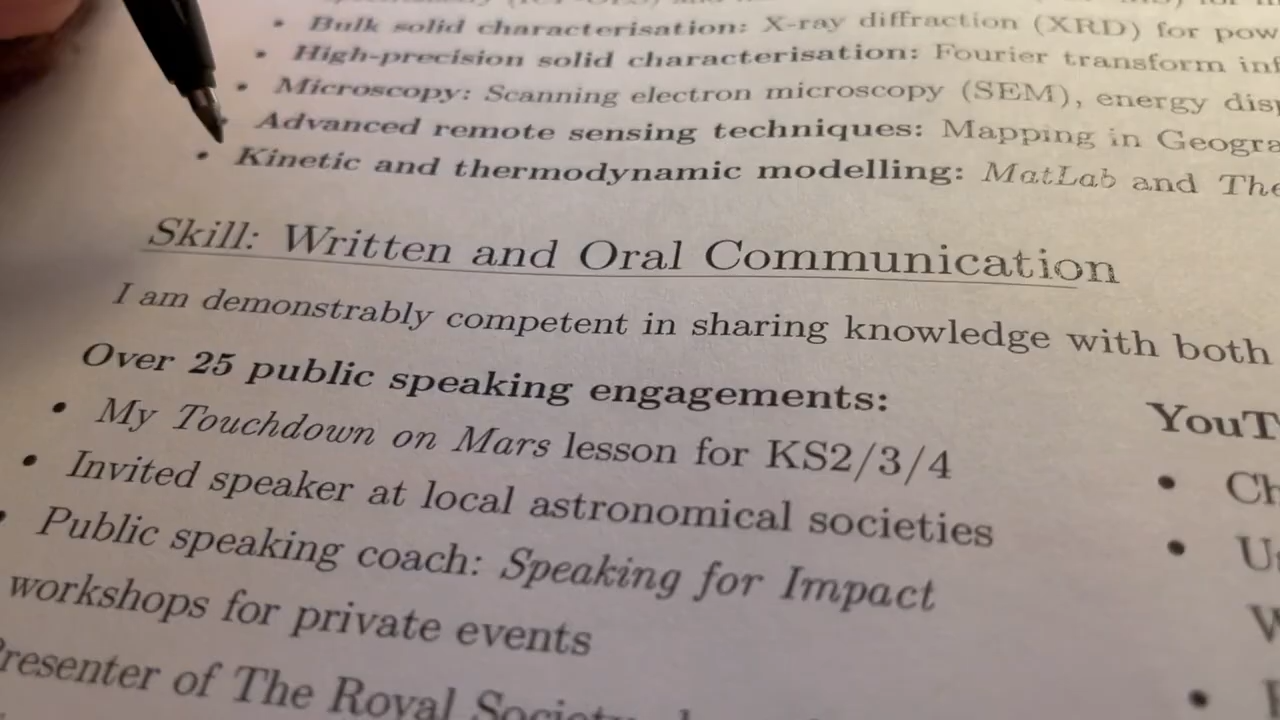 Bulk solid characterisation: X-ray diffraction (XRD) for
High-precision solid characterisation: Fourier transform
Microscopy: Scanning electron microscopy (SEM), energy
Advanced remote sensing techniques: Mapping in
• Kinetic and thermodynamic modelling: MatLab and
Skill: Written and Oral Communication
I am demonstrably competent in sharing knowledge with both
Over 25 public speaking engagements:
• My Touchdown on Mars lesson for KS2/3/4
• Invited speaker at local astronomical societies
• Public speaking coach: Speaking for Impact
workshops for private events
Presenter of The Royal Society
YouT
• Ch
•